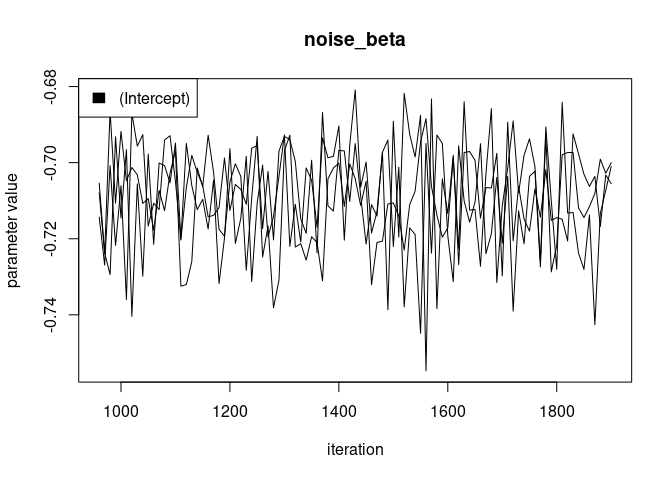 noise_beta
(Intercept)
-0.68
-0.70
-0.72
-0.74
parameter value
1000 1200 1400 1600 1800
iteration